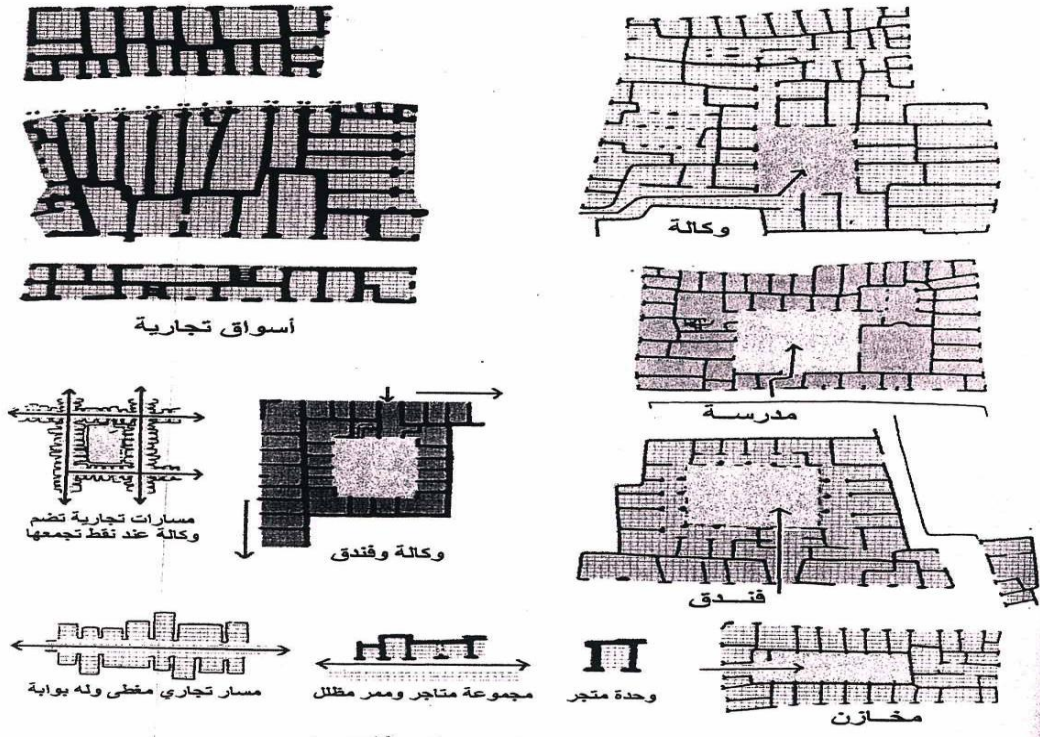 وكالة
أسواق تجارية
مدرسة
مسارات تجارية تضم
وكالة عند نقط تجمعها
وكالة وفندق
فندق
مسار تجاري مغطى وله بوابة
مجموعة متاجر وممر مظلل
وحدة متجر
مخازن